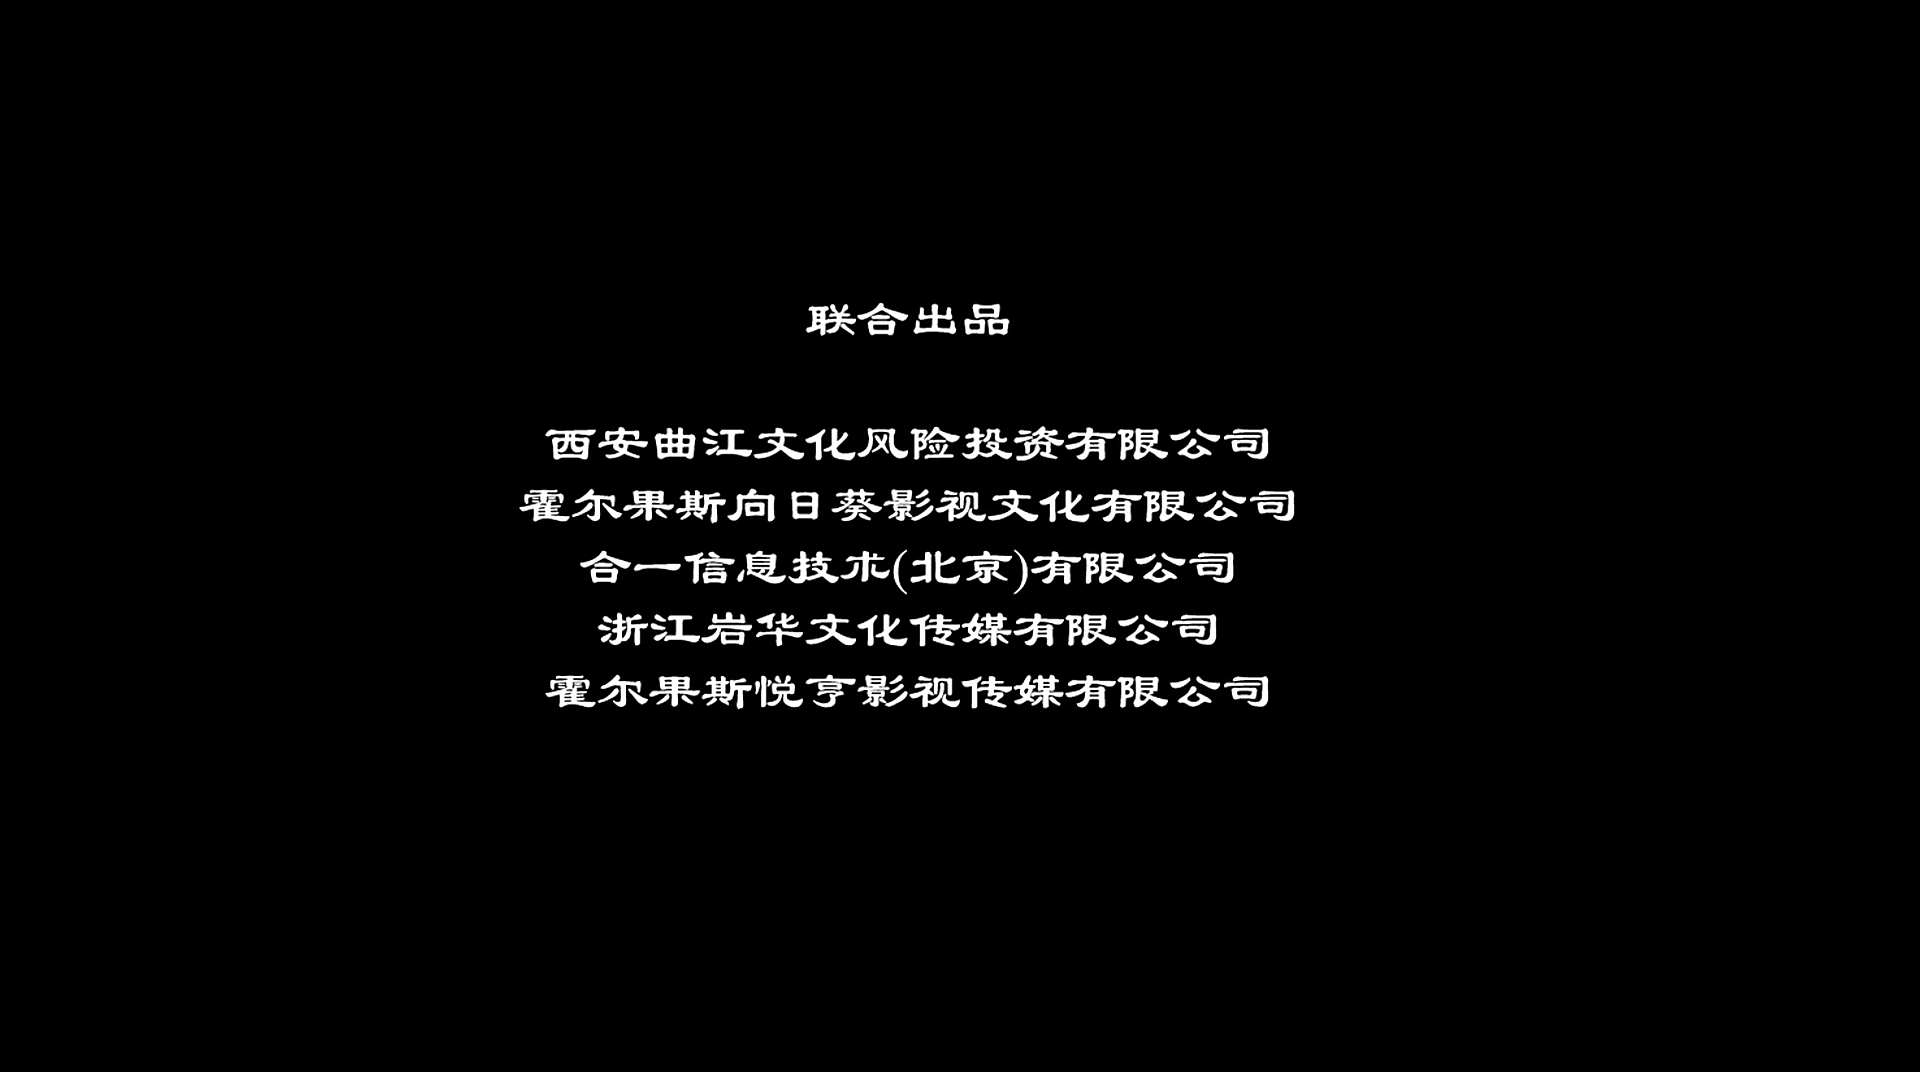 联合出品
西安曲江文化风险投资有限公司
霍尔果斯向日葵影视文化有限公司
合一信息技术(北京)有限公司
浙江岩华文化传媒有限公司
霍尔果斯悦亨影视传媒有限公司